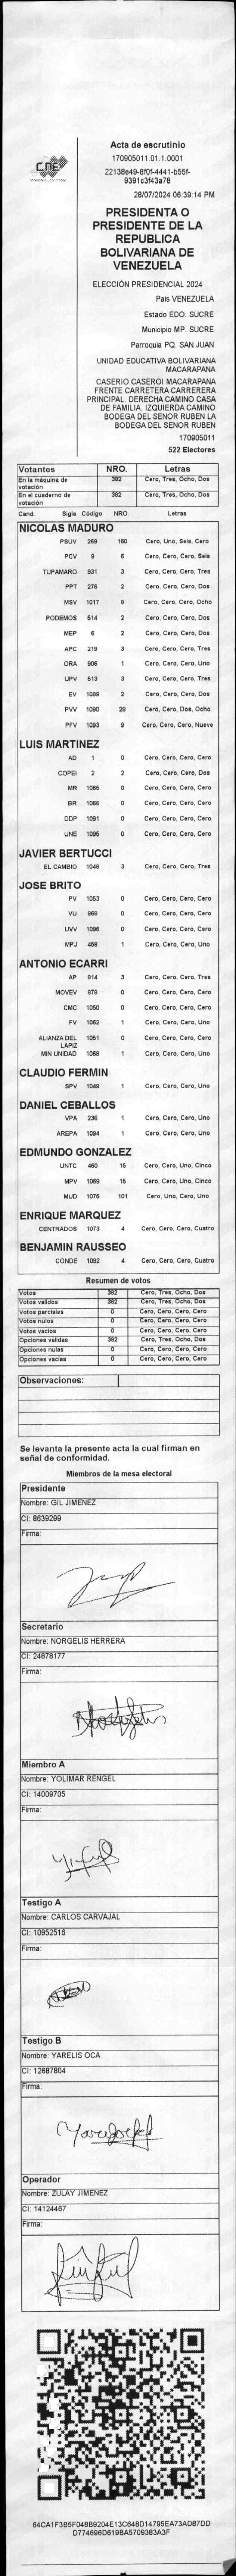 CNE
Acta de escrutinio
170905011.01.1.0001
22138e49-8f0f-4441-b55f-
9391c3f43a78
28/07/2024 06:39:14 PM
PRESIDENTA O
PRESIDENTE DE LA
REPUBLICA
BOLIVARIANA DE
VENEZUELA
ELECCIÓN PRESIDENCIAL 2024
País VENEZUELA
Estado EDO. SUCRE
Municipio MP. SUCRE
Parroquia PQ. SAN JUAN
UNIDAD EDUCATIVA BOLIVARIANA
MACARAPANA
CASERIO CASEROI MACARAPANA
FRENTE CARRETERA CARRERERA
PRINCIPAL. DERECHA CAMINO CASA
DE FAMILIA. IZQUIERDA CAMINO
BODEGA DEL SENOR RUBEN LA
BODEGA DEL SENOR RUBEN
170905011
522 Electores
Votantes NRO. Letras
En la máquina de votación 382 Cero, Tres, Ocho, Dos
En el cuaderno de votación 382 Cero, Tres, Ocho, Dos
Cand. Sigla Código NRO. Letras
NICOLAS MADURO
PSUV 269 160 Cero, Uno, Seis, Cero
PCV 9 6 Cero, Cero, Cero, Seis
TUPAMARO 931 3 Cero, Cero, Cero, Tres
PPT 276 2 Cero, Cero, Cero, Dos
MSV 1017 8 Cero, Cero, Cero, Ocho
PODEMOS 514 2 Cero, Cero, Cero, Dos
MEP 6 2 Cero, Cero, Cero, Dos
APC 219 3 Cero, Cero, Cero, Tres
ORA 906 1 Cero, Cero, Cero, Uno
UPV 513 3 Cero, Cero, Cero, Tres
EV 1089 2 Cero, Cero, Cero, Dos
PVV 1090 28 Cero, Cero, Dos, Ocho
PFV 1093 9 Cero, Cero, Cero, Nueve
LUIS MARTINEZ
AD 1 0 Cero, Cero, Cero, Cero
COPEI 2 2 Cero, Cero, Cero, Dos
MR 1065 0 Cero, Cero, Cero, Cero
BR 1066 0 Cero, Cero, Cero, Cero
DDP 1091 0 Cero, Cero, Cero, Cero
UNE 1095 0 Cero, Cero, Cero, Cero
JAVIER BERTUCCI
EL CAMBIO 1048 3 Cero, Cero, Cero, Tres
JOSE BRITO
PV 1053 0 Cero, Cero, Cero, Cero
VU 868 0 Cero, Cero, Cero, Cero
UVV 1096 0 Cero, Cero, Cero, Cero
MPJ 458 1 Cero, Cero, Cero, Uno
ANTONIO ECARRI
AP 814 3 Cero, Cero, Cero, Tres
MOVEV 878 0 Cero, Cero, Cero, Cero
CMC 1050 0 Cero, Cero, Cero, Cero
FV 1062 1 Cero, Cero, Cero, Uno
ALIANZA DEL LAPIZ 1051 0 Cero, Cero, Cero, Cero
MIN UNIDAD 1068 1 Cero, Cero, Cero, Uno
CLAUDIO FERMIN
SPV 1049 1 Cero, Cero, Cero, Uno
DANIEL CEBALLOS
VPA 236 1 Cero, Cero, Cero, Uno
AREPA 1094 1 Cero, Cero, Cero, Uno
EDMUNDO GONZALEZ
UNTC 460 15 Cero, Cero, Uno, Cinco
MPV 1069 15 Cero, Cero, Uno, Cinco
MUD 1076 101 Cero, Uno, Cero, Uno
ENRIQUE MARQUEZ
CENTRADOS 1073 4 Cero, Cero, Cero, Cuatro
BENJAMIN RAUSSEO
CONDE 1092 4 Cero, Cero, Cero, Cuatro
Resumen de votos
Votos 382 Cero, Tres, Ocho, Dos
Votos validos 382 Cero, Tres, Ocho, Dos
Votos parciales 0 Cero, Cero, Cero, Cero
Votos nulos 0 Cero, Cero, Cero, Cero
Votos vacios 0 Cero, Cero, Cero, Cero
Opciones validas 382 Cero, Tres, Ocho, Dos
Opciones nulas 0 Cero, Cero, Cero, Cero
Opciones vacias 0 Cero, Cero, Cero, Cero
Observaciones:
Se levanta la presente acta la cual firman en
señal de conformidad.
Miembros de la mesa electoral
Presidente
Nombre: GIL JIMENEZ
CI: 8639299
Firma:
Secretario
Nombre: NORGELIS HERRERA
CI: 24878177
Firma:
Miembro A
Nombre: YOLIMAR RENGEL
CI: 14009705
Firma:
Testigo A
Nombre: CARLOS CARVAJAL
CI: 10952516
Firma:
Testigo B
Nombre: YARELIS OCA
CI: 12687804
Firma:
Operador
Nombre: ZULAY JIMENEZ
CI: 14124467
Firma:
64CA1F3B5F048B9204E13C648D14795EA73AD87DD
D774696D619BA5709383A3F